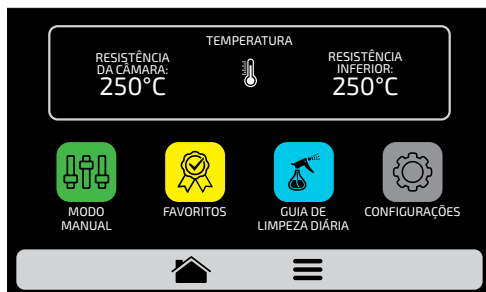 TEMPERATURA
RESISTÊNCIA
DA CÂMARA:
250°C
RESISTÊNCIA
INFERIOR:
250°C
MODO
MANUAL
FAVORITOS
GUIA DE
LIMPEZA DIÁRIA
CONFIGURAÇÕES